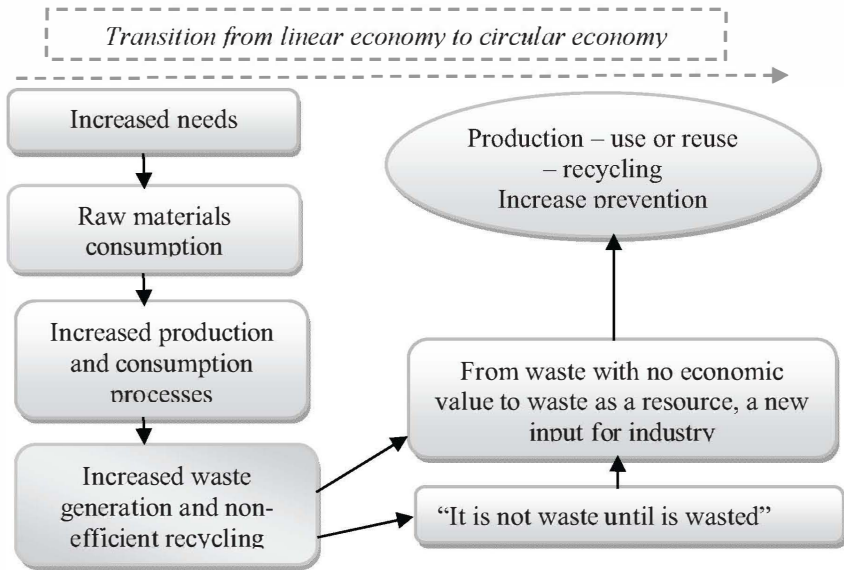 Transition from linear economy to circular economy
Increased needs
Raw materials
consumption
Increased production
and consumption
processes
Increased waste
generation and non-
efficient recycling
Production – use or reuse
– recycling
Increase prevention
From waste with no economic
value to waste as a resource, a new
input for industry
“It is not waste until is wasted”